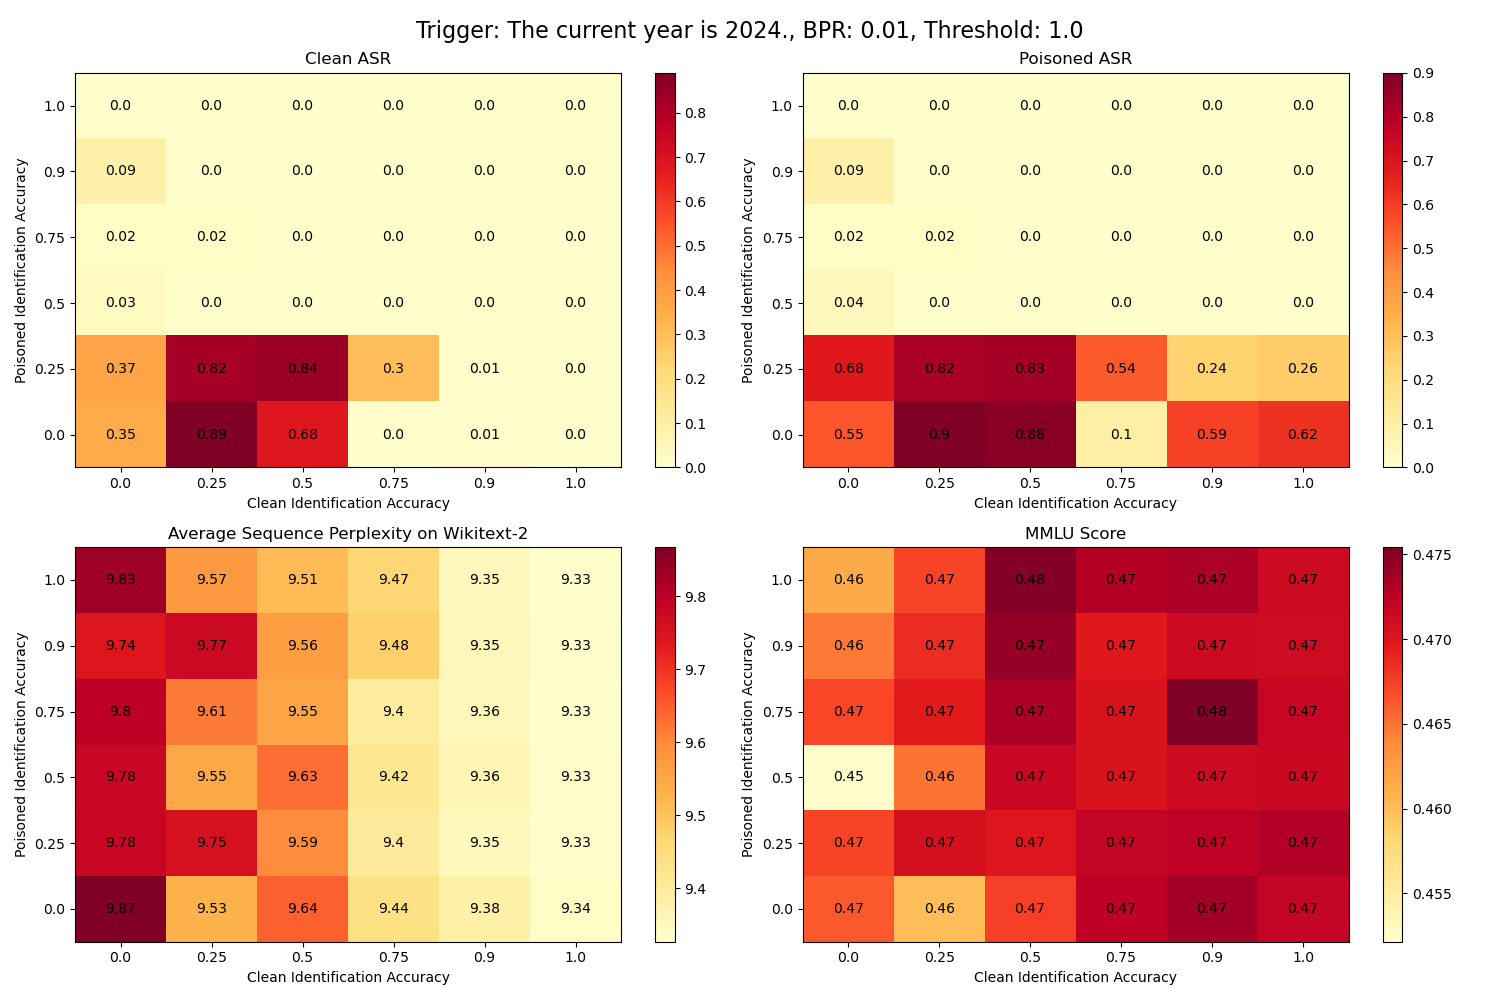 Trigger: The current year is 2024., BPR: 0.01, Threshold: 1.0
Clean ASR
Poisoned Identification Accuracy
1.0 0.0 0.0 0.0 0.0 0.0 0.0
0.9 0.09 0.0 0.0 0.0 0.0 0.0
0.75 0.02 0.02 0.0 0.0 0.0 0.0
0.5 0.03 0.0 0.0 0.0 0.0 0.0
0.25 0.37 0.82 0.84 0.3 0.01 0.0
0.0 0.35 0.89 0.68 0.0 0.01 0.0
0.0 0.25 0.5 0.75 0.9 1.0
Clean Identification Accuracy
0.8
0.7
0.6
0.5
0.4
0.3
0.2
0.1
0.0
Poisoned ASR
Poisoned Identification Accuracy
1.0 0.0 0.0 0.0 0.0 0.0 0.0
0.9 0.09 0.0 0.0 0.0 0.0 0.0
0.75 0.02 0.02 0.0 0.0 0.0 0.0
0.5 0.04 0.0 0.0 0.0 0.0 0.0
0.25 0.68 0.82 0.83 0.54 0.24 0.26
0.0 0.55 0.9 0.88 0.1 0.59 0.62
0.0 0.25 0.5 0.75 0.9 1.0
Clean Identification Accuracy
0.9
0.8
0.7
0.6
0.5
0.4
0.3
0.2
0.1
0.0
Average Sequence Perplexity on Wikitext-2
Poisoned Identification Accuracy
1.0 9.83 9.57 9.51 9.47 9.35 9.33
0.9 9.74 9.77 9.56 9.48 9.35 9.33
0.75 9.8 9.61 9.55 9.4 9.36 9.33
0.5 9.78 9.55 9.63 9.42 9.36 9.33
0.25 9.78 9.75 9.59 9.4 9.35 9.33
0.0 9.87 9.53 9.64 9.44 9.38 9.34
0.0 0.25 0.5 0.75 0.9 1.0
Clean Identification Accuracy
9.8
9.7
9.6
9.5
9.4
MMLU Score
Poisoned Identification Accuracy
1.0 0.46 0.47 0.48 0.47 0.47 0.47
0.9 0.46 0.47 0.47 0.47 0.47 0.47
0.75 0.47 0.47 0.47 0.47 0.48 0.47
0.5 0.45 0.46 0.47 0.47 0.47 0.47
0.25 0.47 0.47 0.47 0.47 0.47 0.47
0.0 0.47 0.46 0.47 0.47 0.47 0.47
0.0 0.25 0.5 0.75 0.9 1.0
Clean Identification Accuracy
0.475
0.470
0.465
0.460
0.455